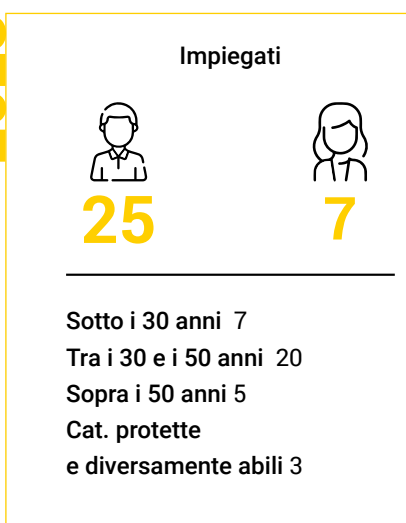 Impiegati
25 7
Sotto i 30 anni 7
Tra i 30 e i 50 anni 20
Sopra i 50 anni 5
Cat. protette
e diversamente abili 3